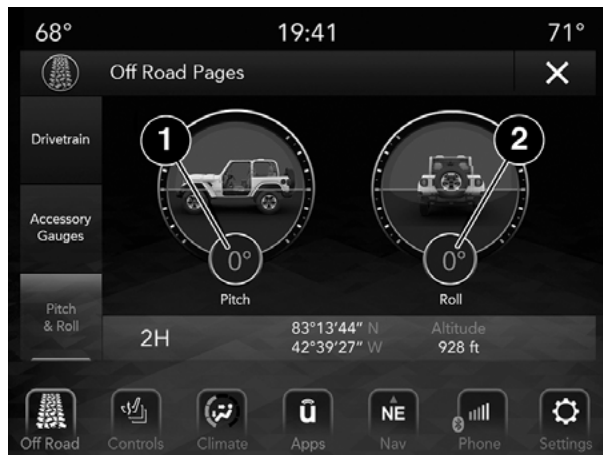 68° 19:41 71°
Off Road Pages
Drivetrain
Accessory
Gauges
Pitch
& Roll
1
2
0°
0°
Pitch
Roll
2H
83°13'44" N
42°39'27" W
Altitude
928 ft
Off Road
Controls
Climate
û
Apps
NE
Nav
Phone
Settings